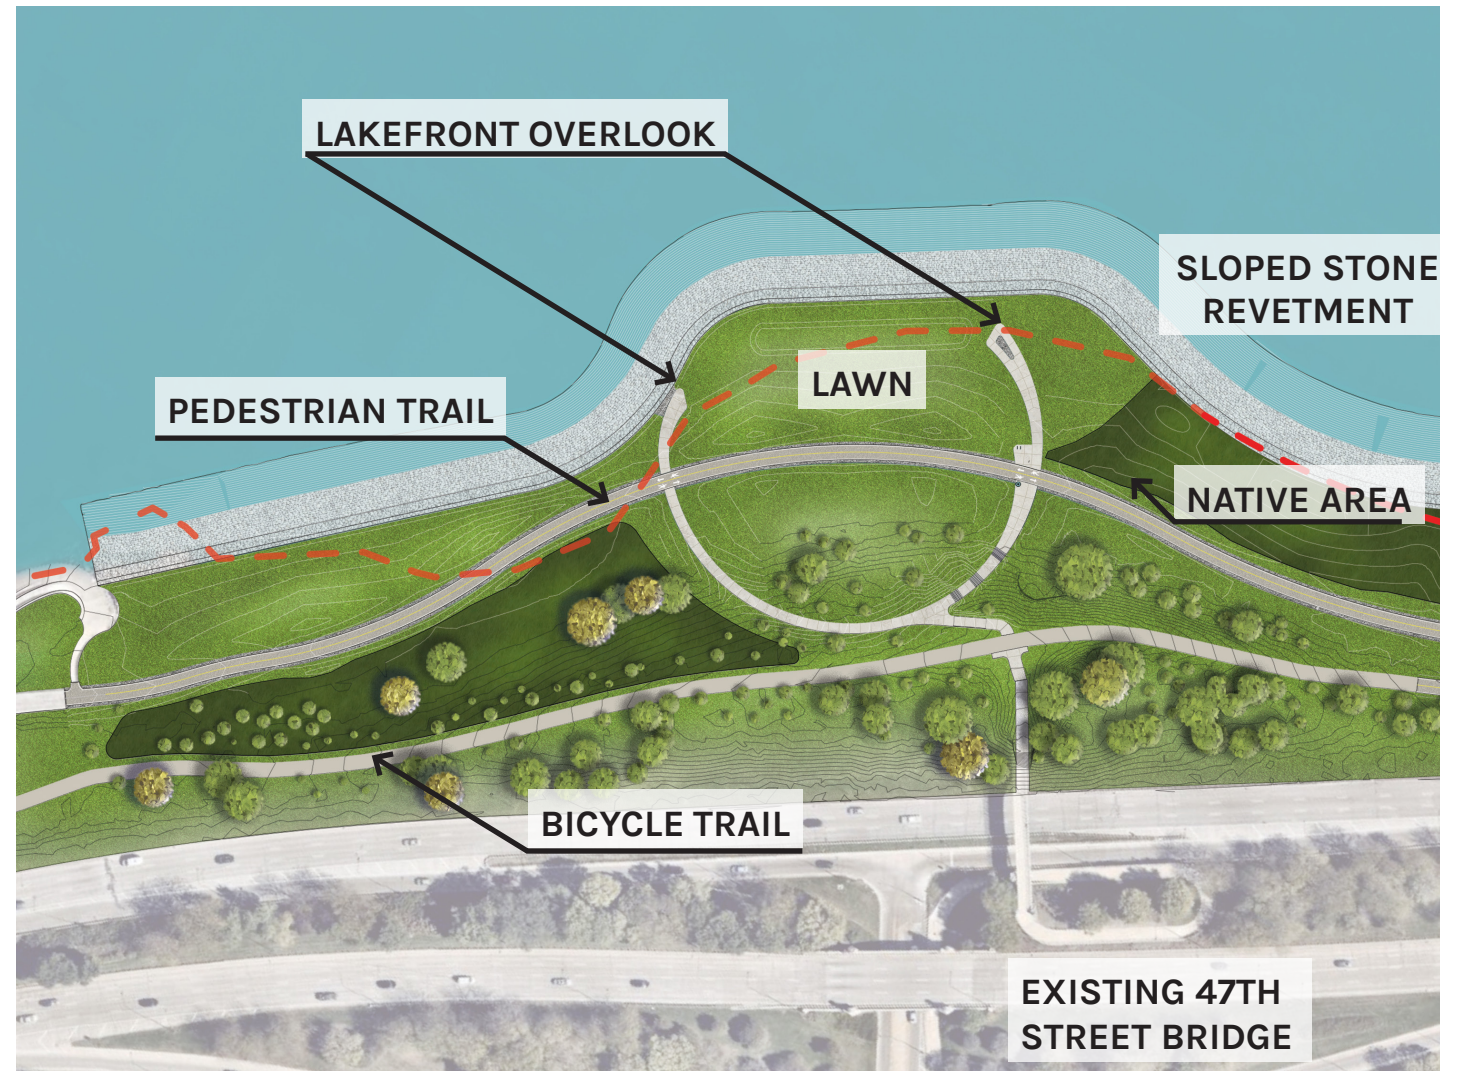 LAKEFRONT OVERLOOK
SLOPED STONE
REVETMENT
LAWN
PEDESTRIAN TRAIL
NATIVE AREA
BICYCLE TRAIL
EXISTING 47TH
STREET BRIDGE